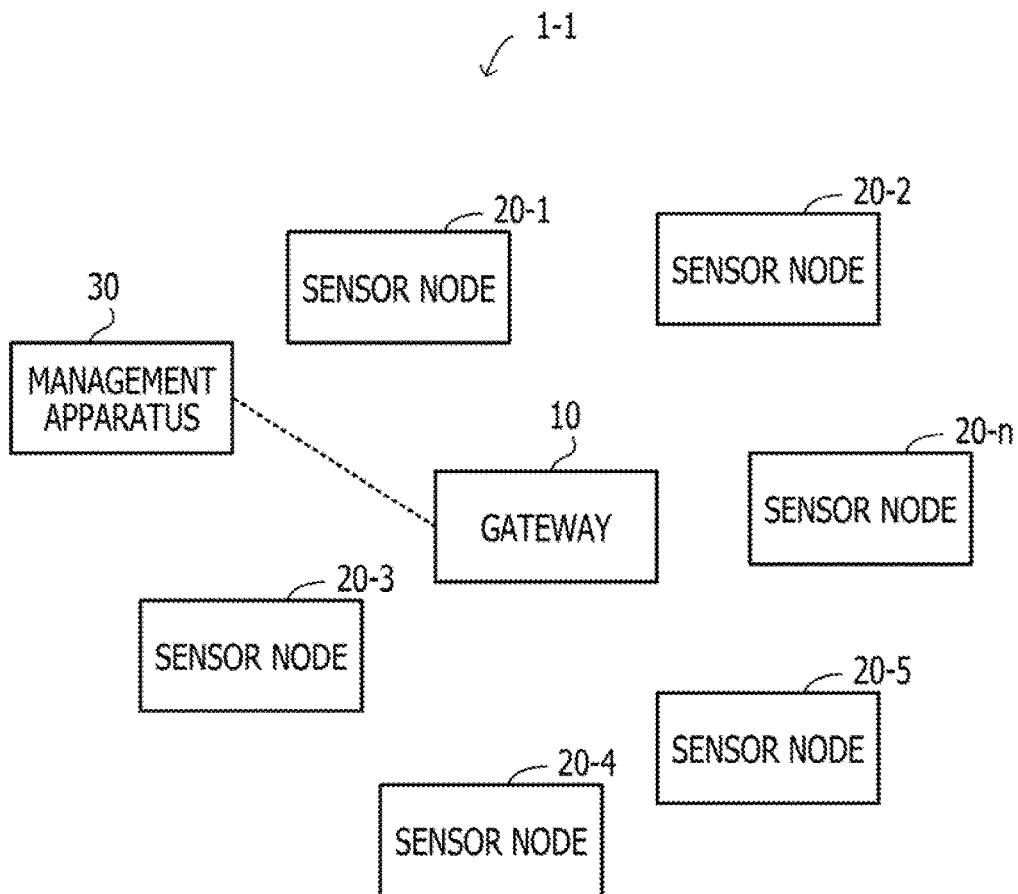 1-1
20-1
SENSOR NODE
20-2
SENSOR NODE
30
MANAGEMENT
APPARATUS
10
GATEWAY
20-n
SENSOR NODE
20-3
SENSOR NODE
20-5
SENSOR NODE
20-4
SENSOR NODE